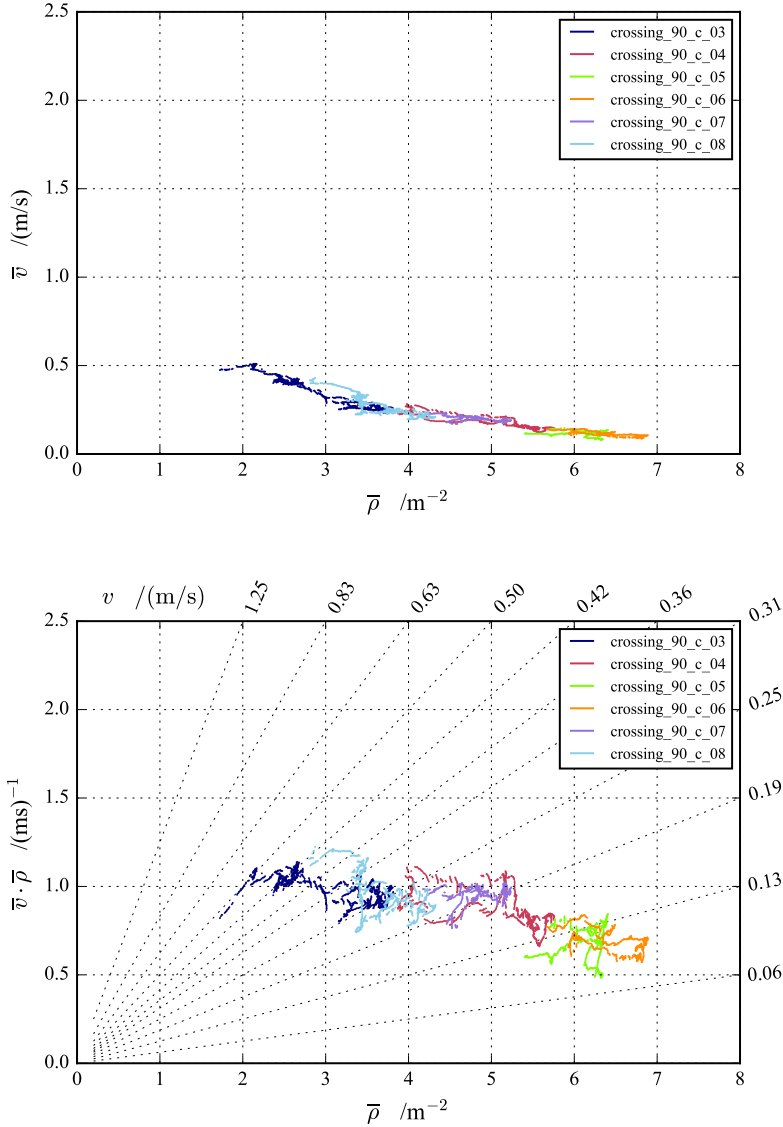 2.5
crossing_90_c_03
crossing_90_c_04
crossing_90_c_05
crossing_90_c_06
crossing_90_c_07
crossing_90_c_08
2.0
1.5
1.0
0.5
0.0
v̅ /(m/s)
0 1 2 3 4 5 6 7 8
ρ̅ /m⁻²
v /(m/s) 1.25 0.83 0.63 0.50 0.42 0.36 0.31
2.5
crossing_90_c_03
crossing_90_c_04
crossing_90_c_05
crossing_90_c_06
crossing_90_c_07
crossing_90_c_08
2.0
1.5
1.0
0.5
0.0
v̅ · ρ̅ /(ms)⁻¹
0.25
0.19
0.13
0.06
0 1 2 3 4 5 6 7 8
ρ̅ /m⁻²